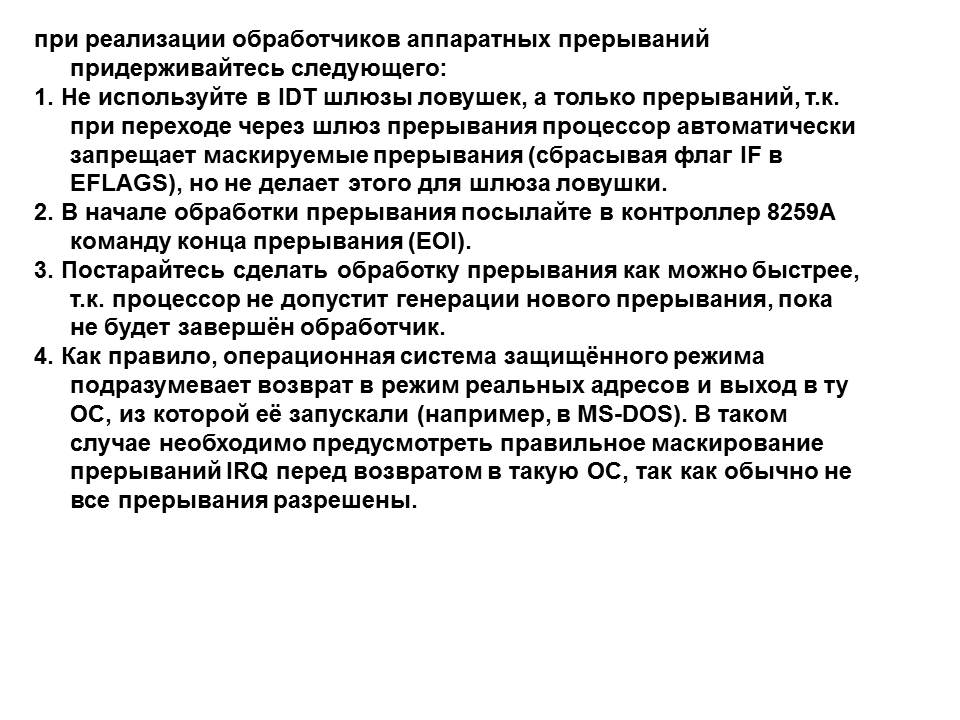 при реализации обработчиков аппаратных прерываний
придерживайтесь следующего:
1. Не используйте в IDT шлюзы ловушек, а только прерываний, т.к.
при переходе через шлюз прерывания процессор автоматически
запрещает маскируемые прерывания (сбрасывая флаг IF в
EFLAGS), но не делает этого для шлюза ловушки.
2. В начале обработки прерывания посылайте в контроллер 8259A
команду конца прерывания (EOI).
3. Постарайтесь сделать обработку прерывания как можно быстрее,
т.к. процессор не допустит генерации нового прерывания, пока
не будет завершён обработчик.
4. Как правило, операционная система защищённого режима
подразумевает возврат в режим реальных адресов и выход в ту
ОС, из которой её запускали (например, в MS-DOS). В таком
случае необходимо предусмотреть правильное маскирование
прерываний IRQ перед возвратом в такую ОС, так как обычно не
все прерывания разрешены.